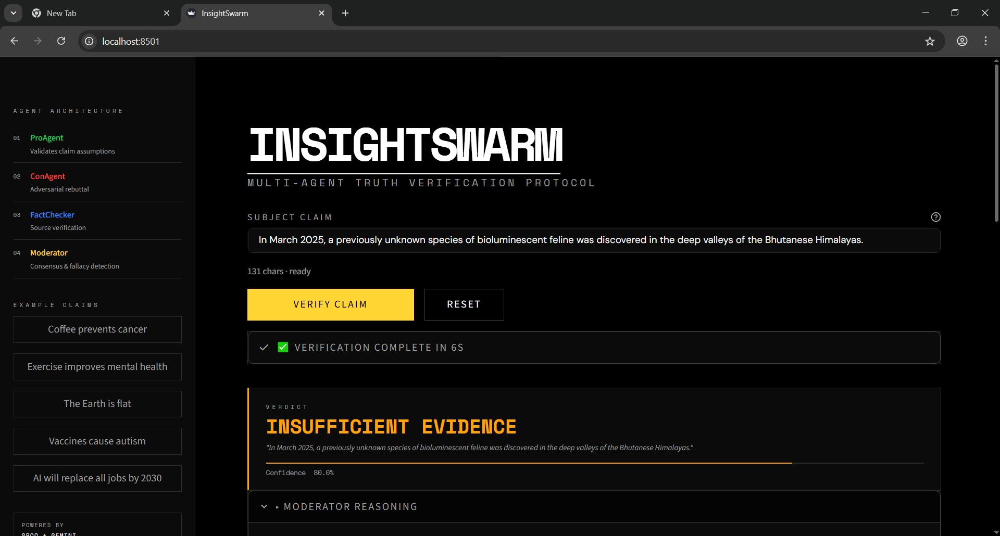 New Tab
InsightSwarm
localhost:8501
AGENT ARCHITECTURE
01 ProAgent
Validates claim assumptions
02 ConAgent
Adversarial rebuttal
03 FactChecker
Source verification
04 Moderator
Consensus & fallacy detection
EXAMPLE CLAIMS
Coffee prevents cancer
Exercise improves mental health
The Earth is flat
Vaccines cause autism
AI will replace all jobs by 2030
POWERED BY
GROQ + GEMINI
INSIGHTSWARM
MULTI-AGENT TRUTH VERIFICATION PROTOCOL
SUBJECT CLAIM
In March 2025, a previously unknown species of bioluminescent feline was discovered in the deep valleys of the Bhutanese Himalayas.
131 chars · ready
VERIFY CLAIM
RESET
✅ VERIFICATION COMPLETE IN 6S
VERDICT
INSUFFICIENT EVIDENCE
"In March 2025, a previously unknown species of bioluminescent feline was discovered in the deep valleys of the Bhutanese Himalayas."
Confidence 80.0%
▸ MODERATOR REASONING